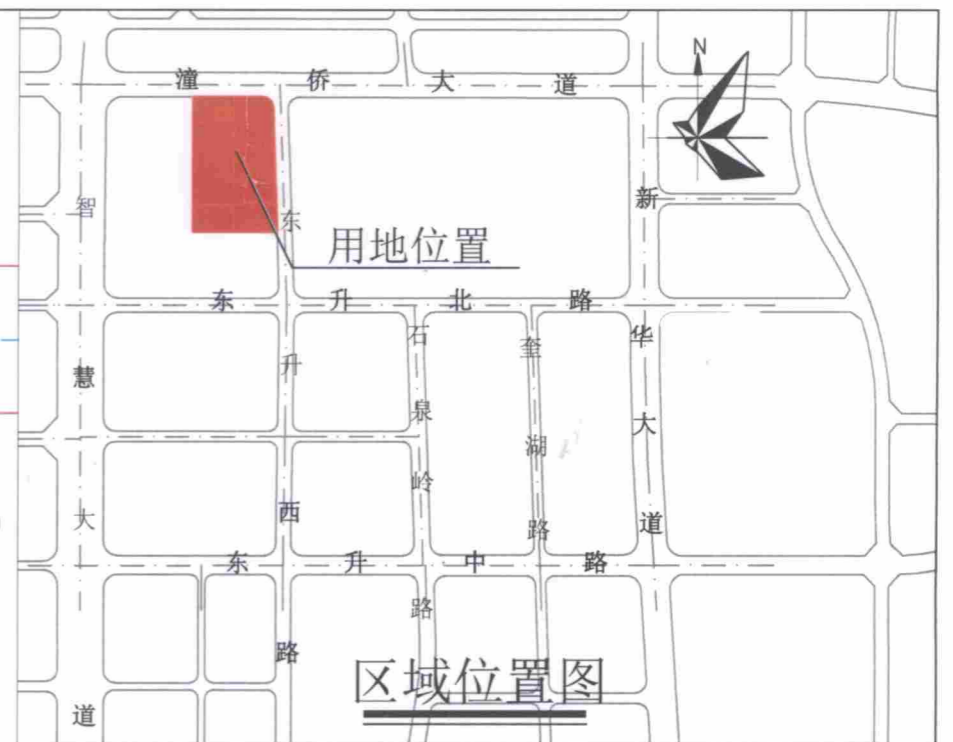 N
潼侨大道
智慧大道
东升西路
用地位置
东升北路
石泉岭路
奎湖路
新华大道
东升中路
区域位置图